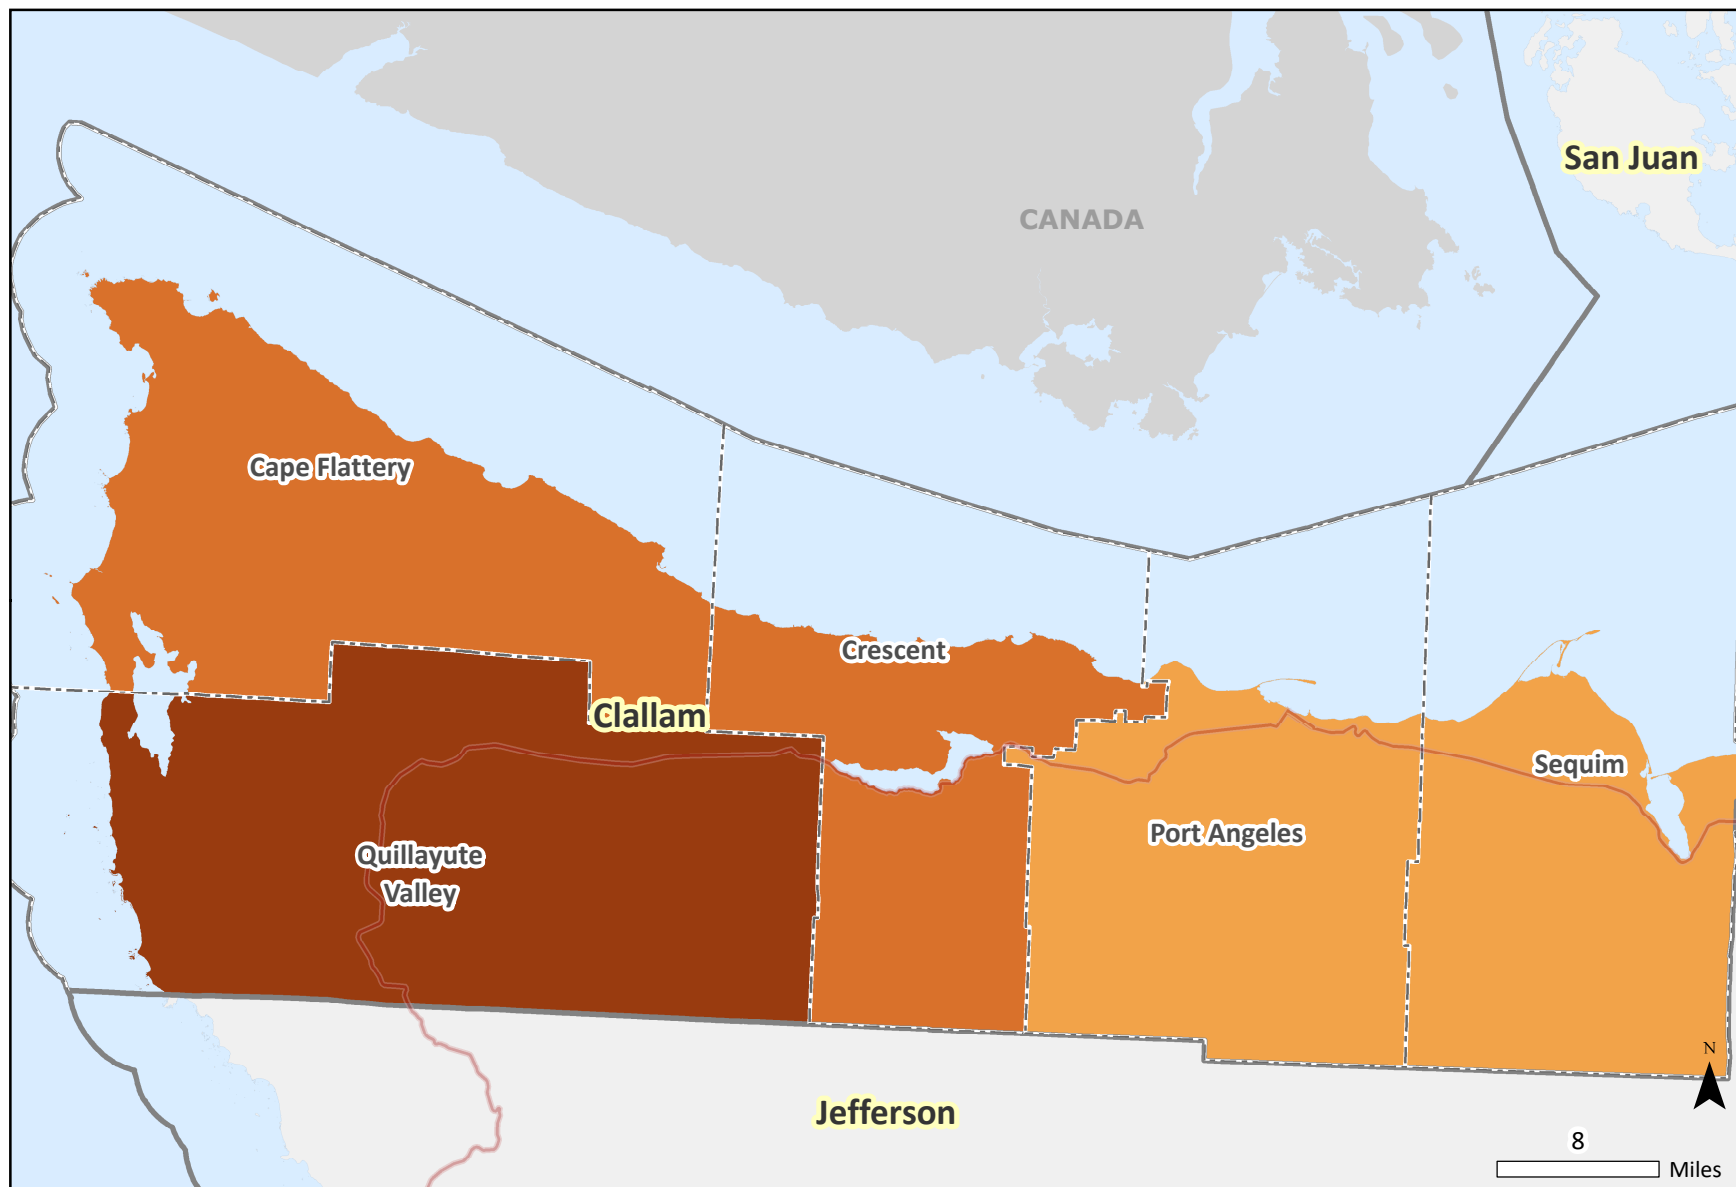 San Juan
CANADA
Cape Flattery
Crescent
Clallam
Sequim
Port Angeles
Quillayute
Valley
N
Jefferson
8
Miles